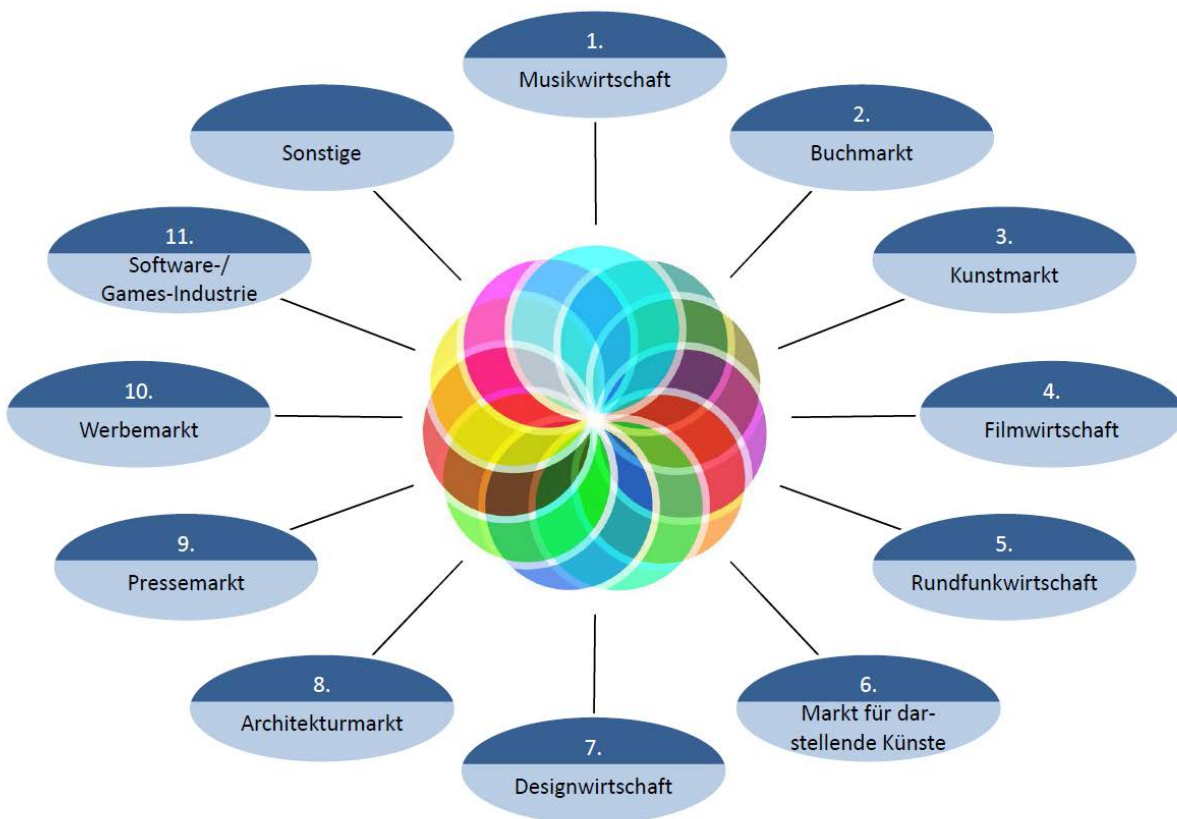 1.
Musikwirtschaft
2.
Buchmarkt
3.
Kunstmarkt
4.
Filmwirtschaft
5.
Rundfunkwirtschaft
6.
Markt für dar-
stellende Künste
7.
Designwirtschaft
8.
Architekturmarkt
9.
Pressemarkt
10.
Werbemarkt
11.
Software-/
Games-Industrie
Sonstige